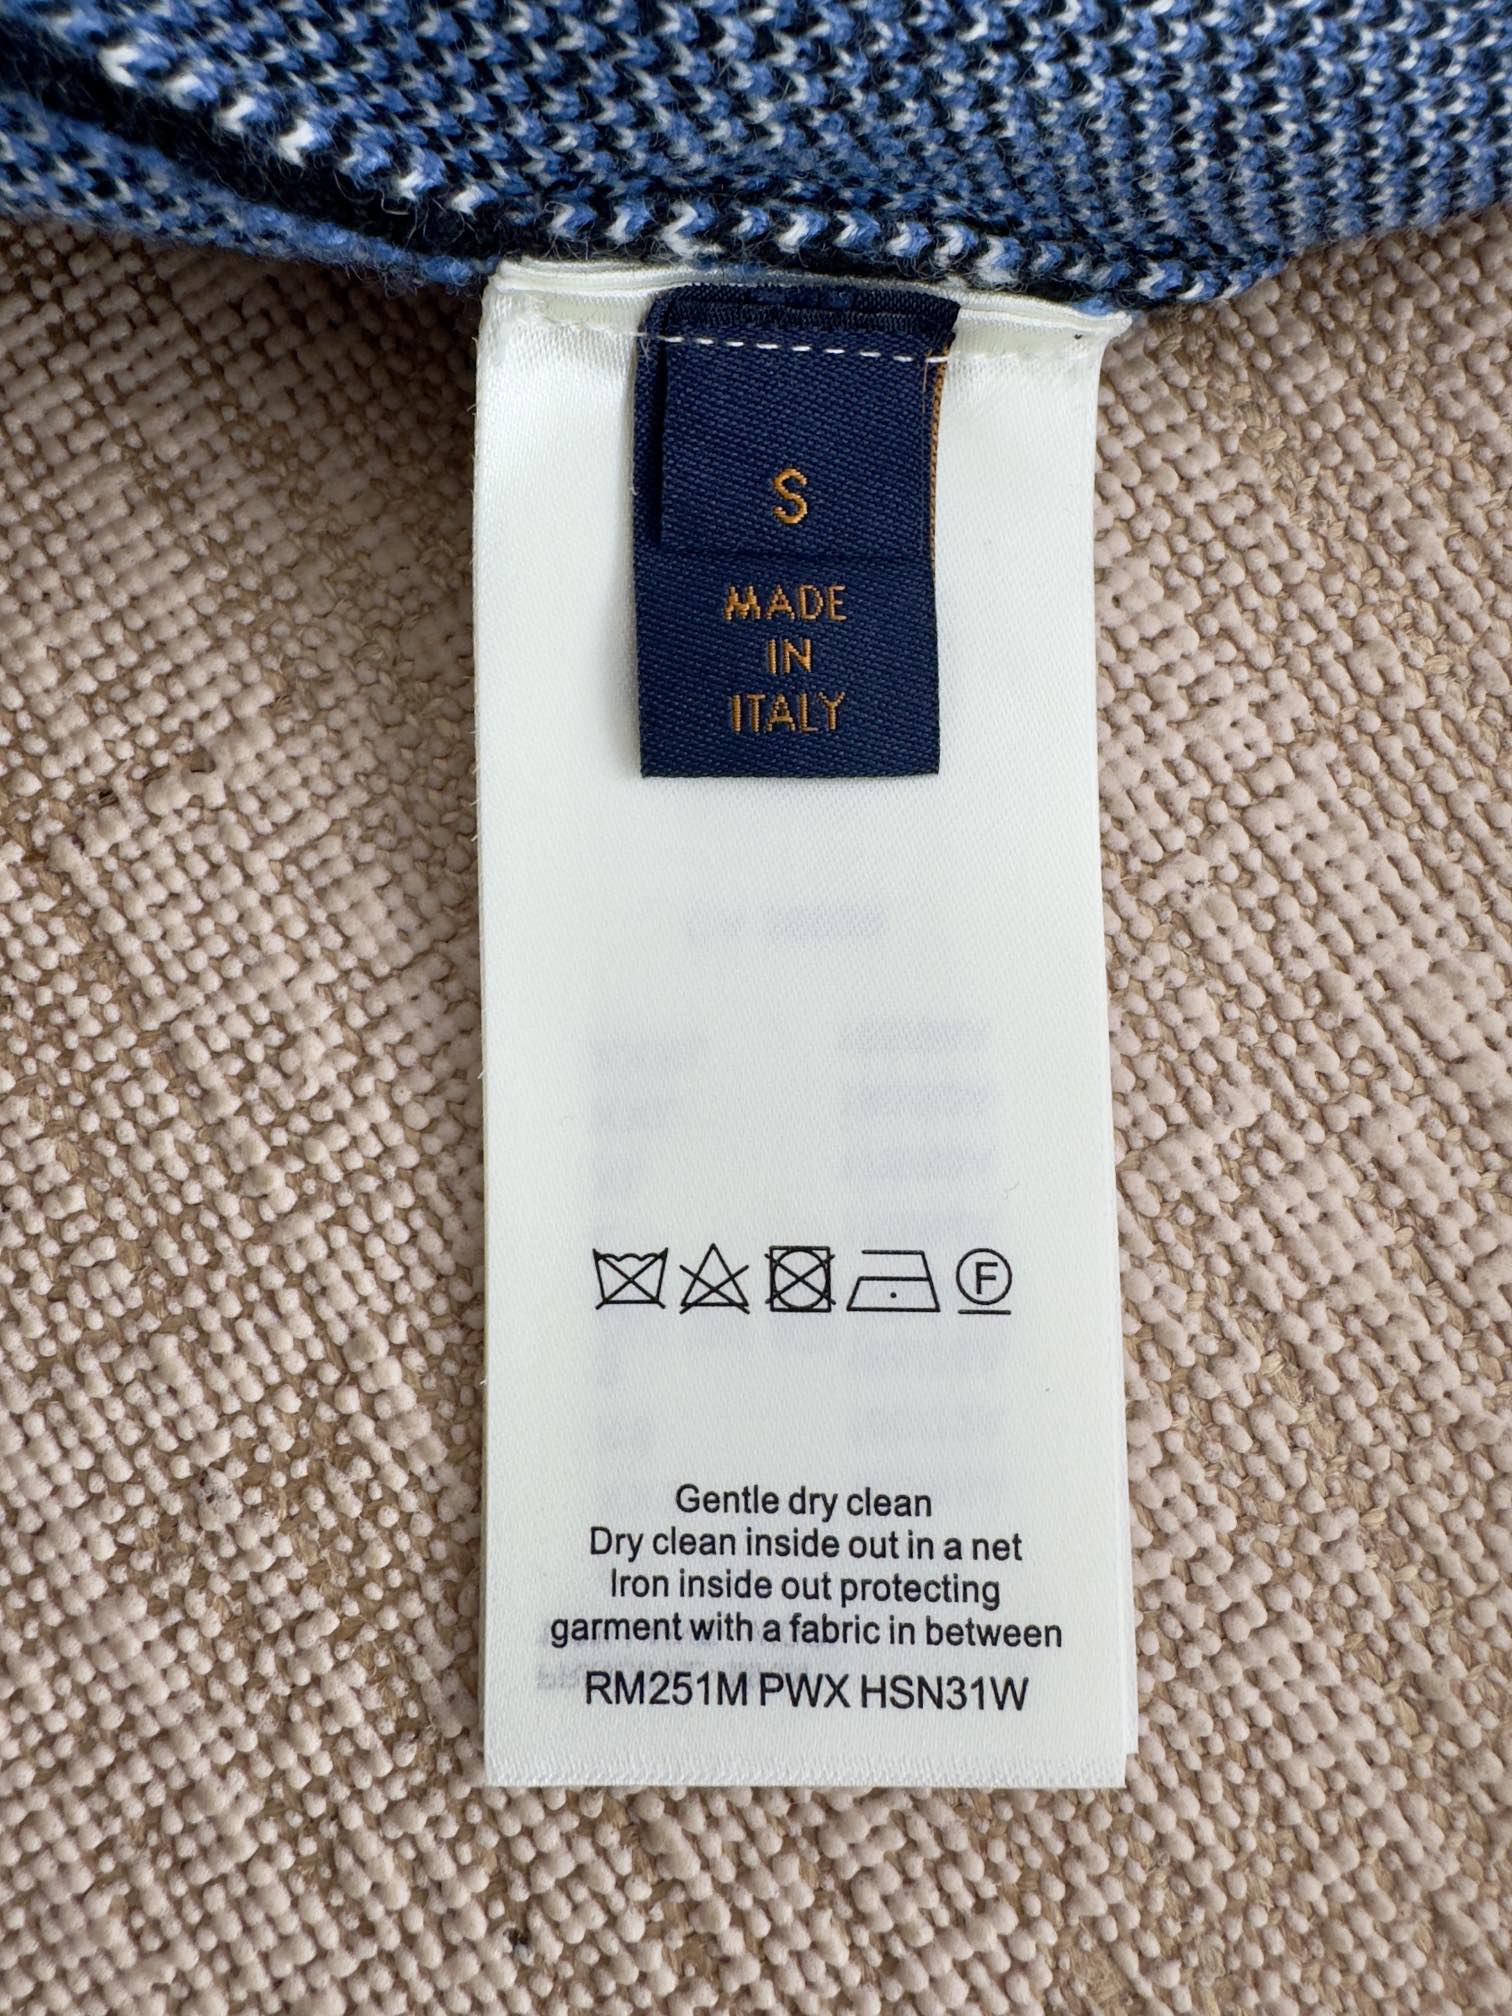 S
MADE
IN
ITALY
F
Gentle dry clean
Dry clean inside out in a net
Iron inside out protecting
garment with a fabric in between
RM251M PWX HSN31W